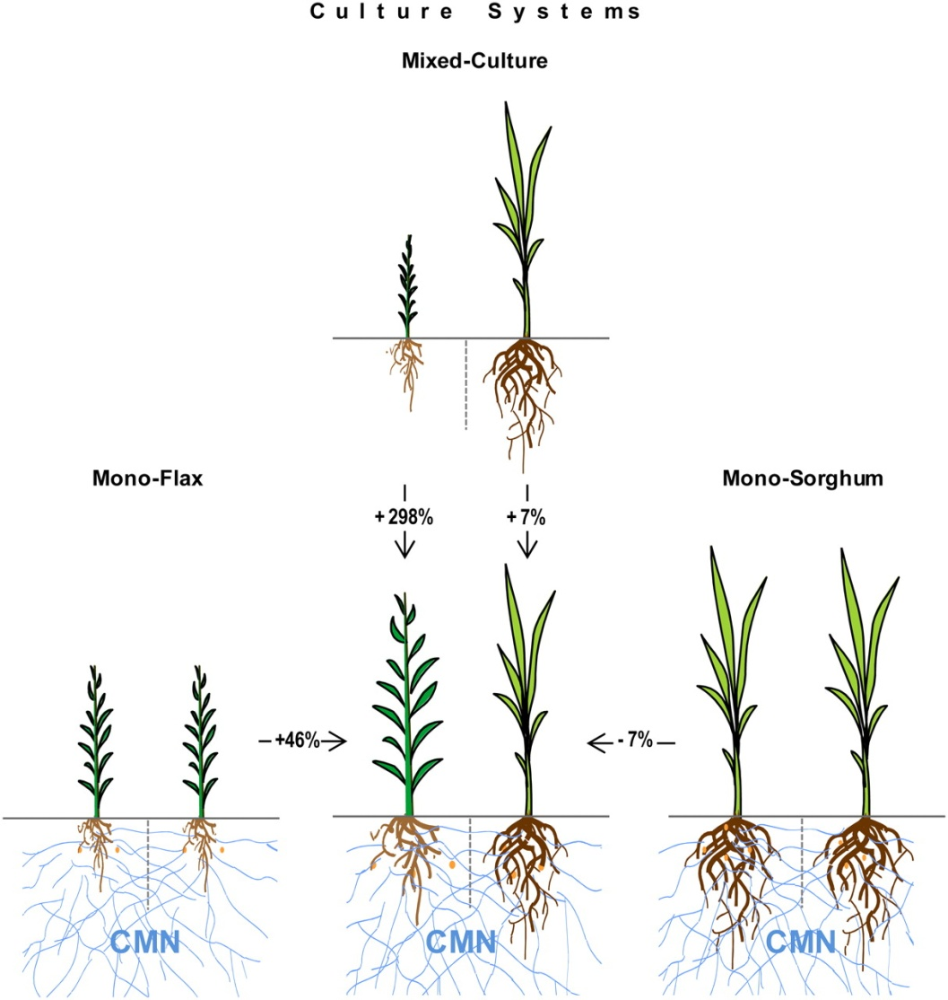 Culture Systems
Mixed-Culture
Mono-Flax
Mono-Sorghum
+298%
+7%
+46%
-7%
CMN
CMN
CMN